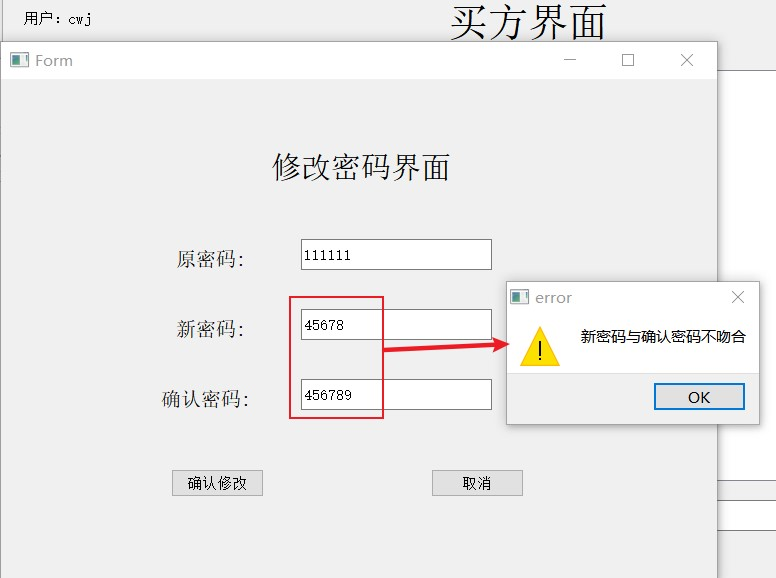 用户：cwj
买方界面
Form
修改密码界面
原密码：
111111
新密码：
45678
确认密码：
456789
确认修改
取消
error
新密码与确认密码不吻合
OK